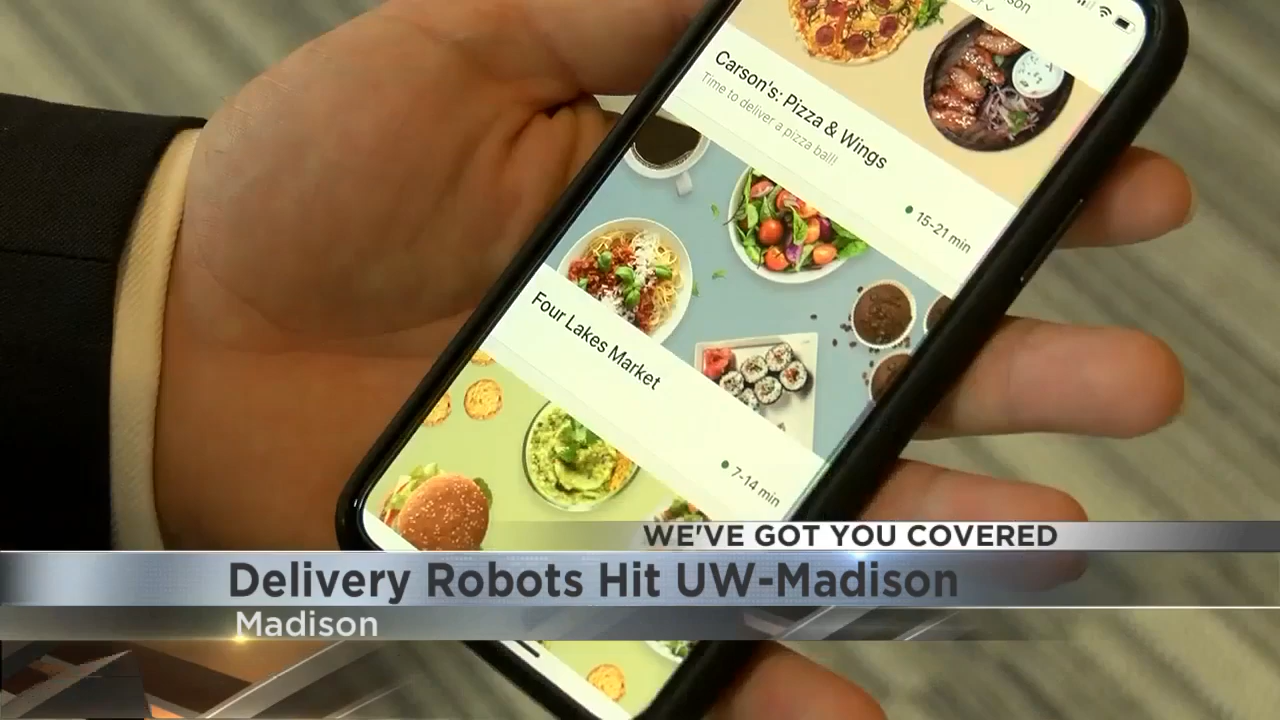 son
Carson's: Pizza & Wings
Time to deliver a pizza ball!
15-21 min
Four Lakes Market
7-14 min
WE'VE GOT YOU COVERED
Delivery Robots Hit UW-Madison
Madison